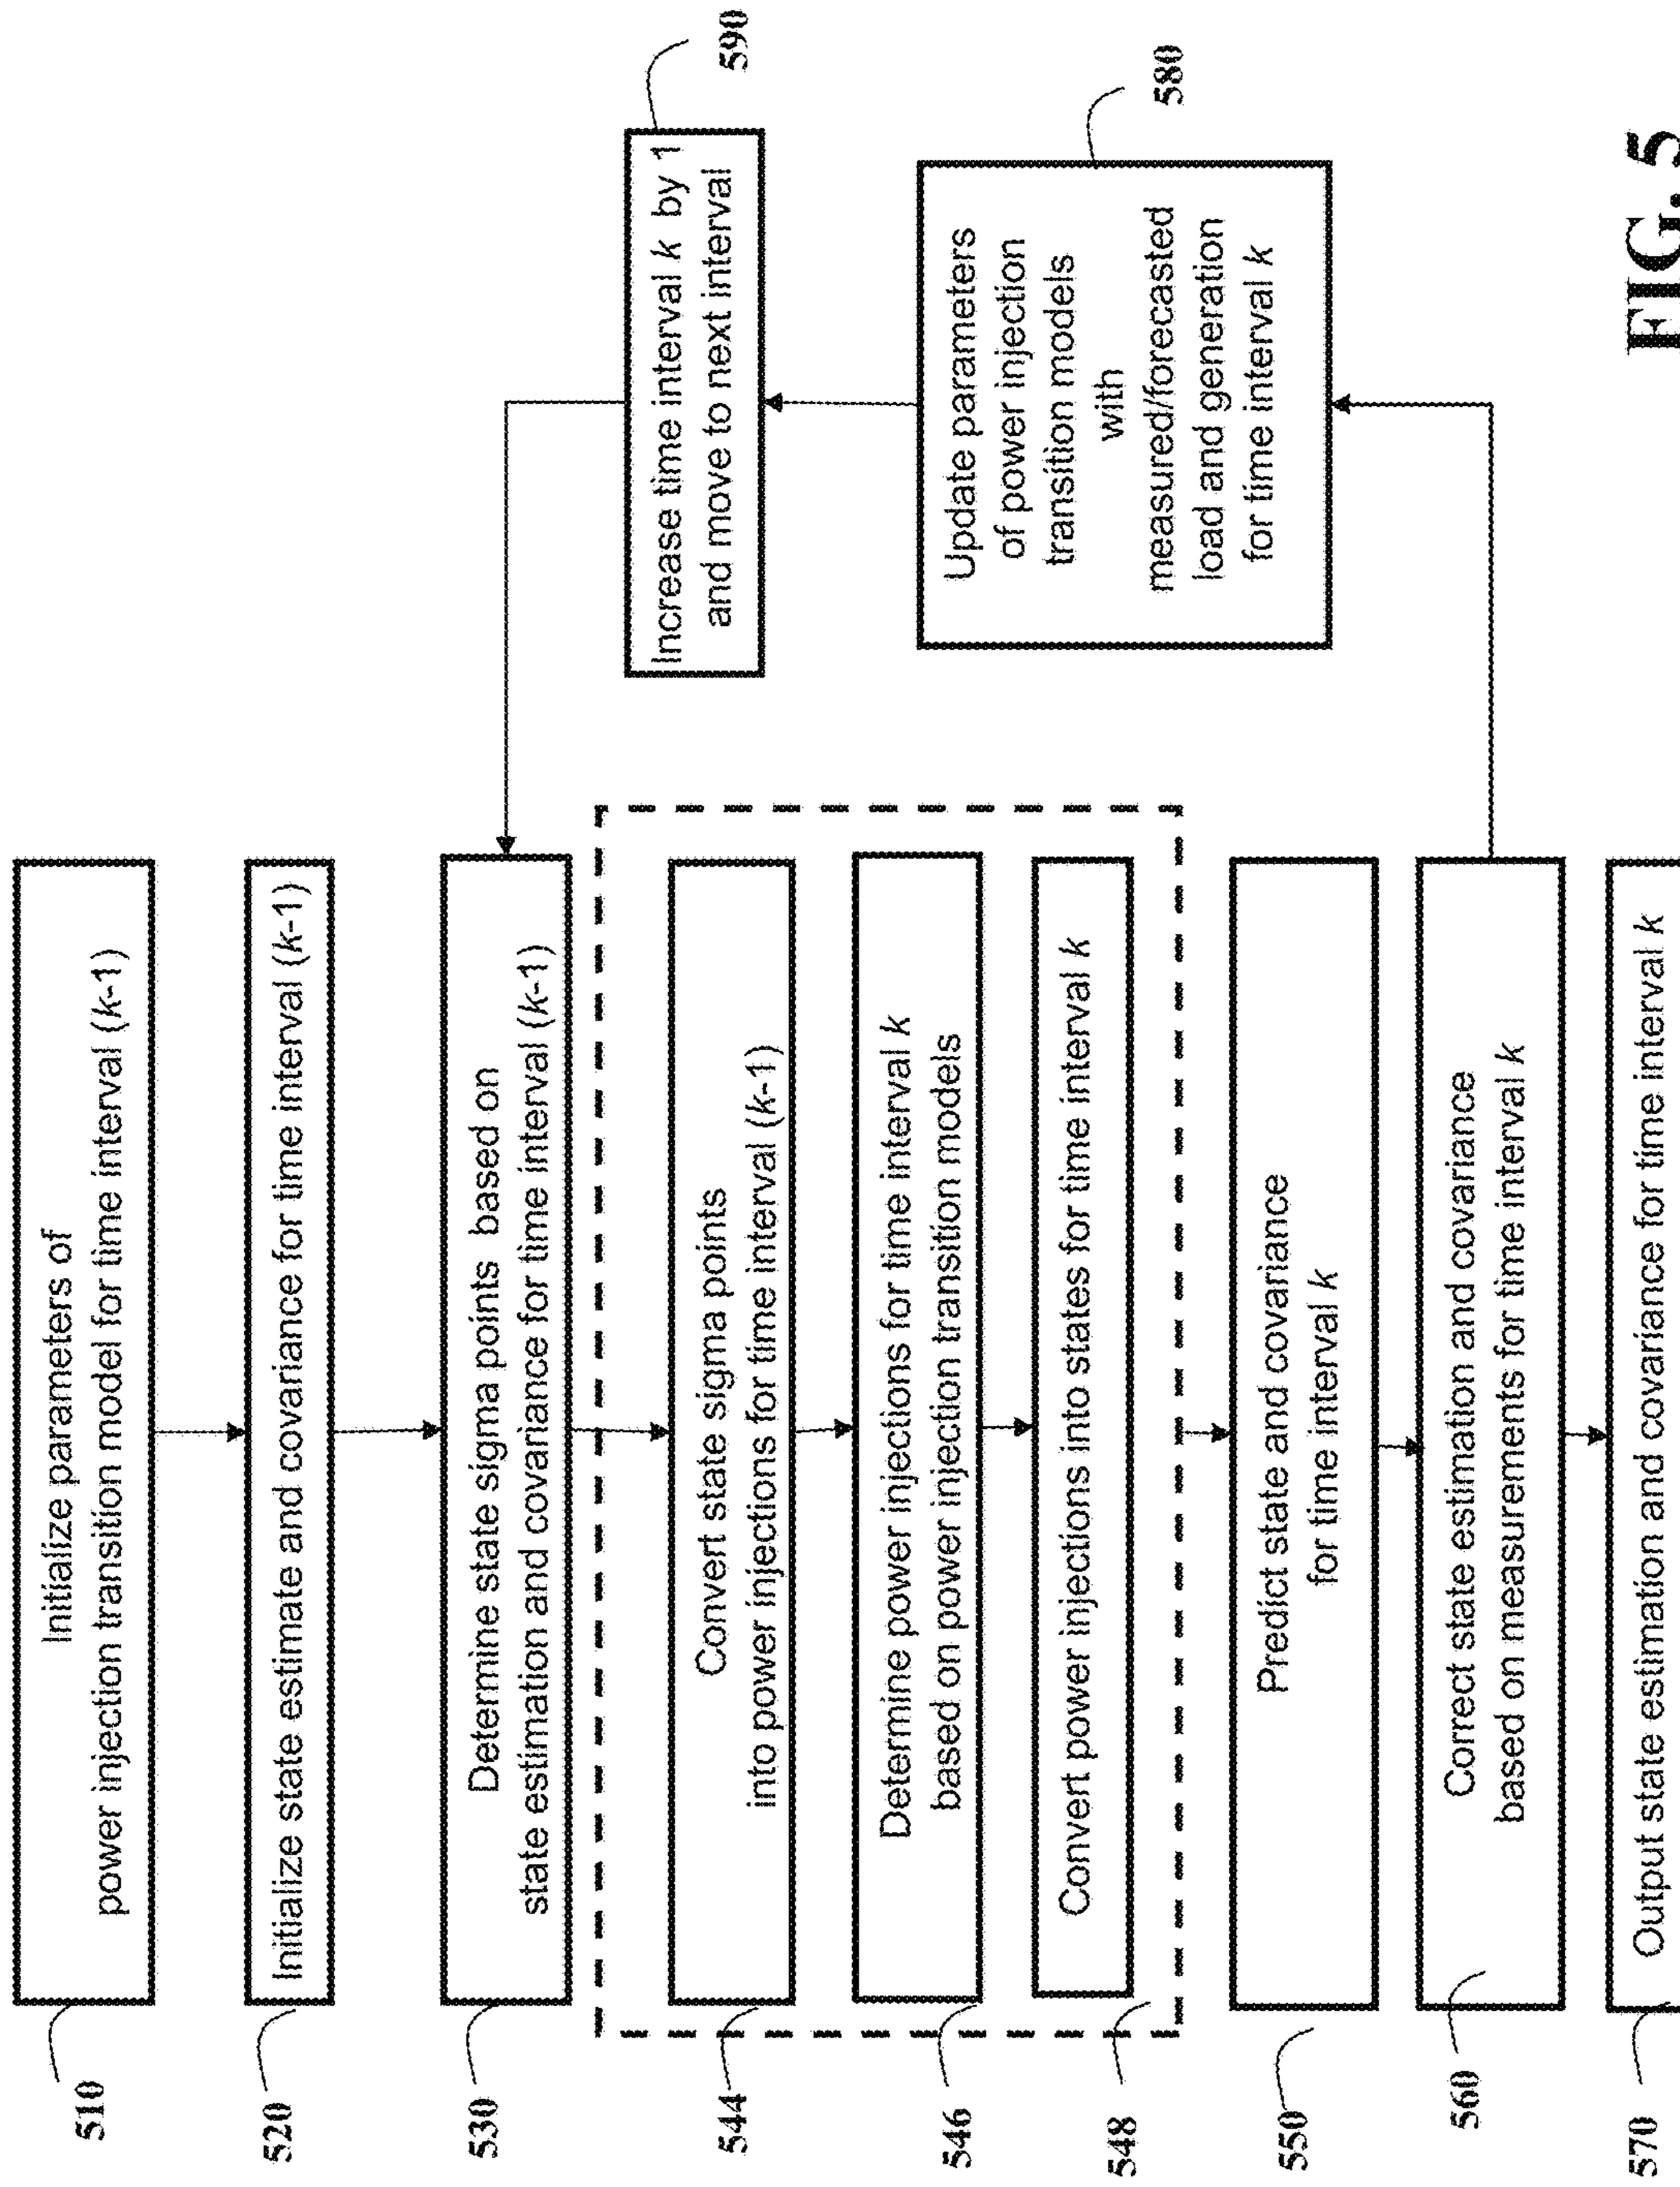 510
Initialize parameters of
power injection transition model for time interval (k-1)
520
Initialize state estimate and covariance for time interval (k-1)
530
Determine state sigma points based on
state estimation and covariance for time interval (k-1)
544
Convert state sigma points
into power injections for time interval (k-1)
546
Determine power injections for time interval k
based on power injection transition models
548
Convert power injections into states for time interval k
550
Predict state and covariance
for time interval k
560
Correct state estimation and covariance
based on measurements for time interval k
570
Output state estimation and covariance for time interval k
590
Increase time interval k by 1
and move to next interval
580
Update parameters
of power injection
transition models
with
measured/forecasted
load and generation
for time interval k
FIG. 5